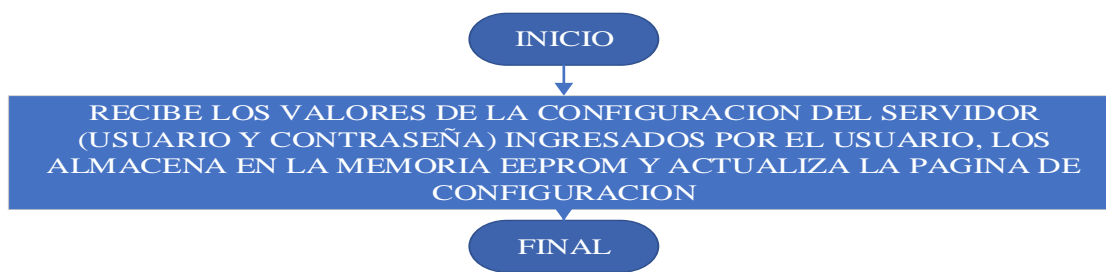 INICIO
RECIBE LOS VALORES DE LA CONFIGURACION DEL SERVIDOR
(USUARIO Y CONTRASEÑA) INGRESADOS POR EL USUARIO, LOS
ALMACENA EN LA MEMORIA EEPROM Y ACTUALIZA LA PAGINA DE
CONFIGURACION
FINAL